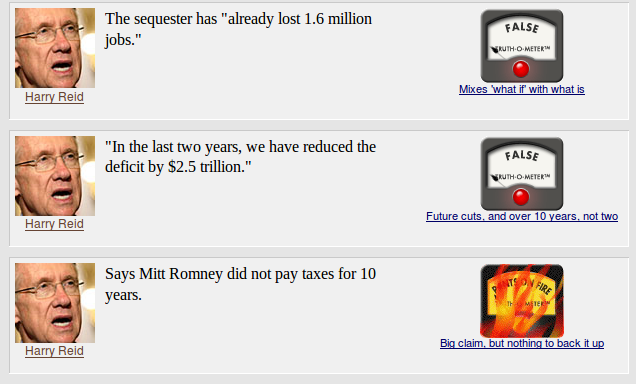 The sequester has "already lost 1.6 million
jobs."
Harry Reid
FALSE
TRUTH-O-METER™
Mixes 'what if' with what is
"In the last two years, we have reduced the
deficit by $2.5 trillion."
Harry Reid
FALSE
TRUTH-O-METER™
Future cuts, and over 10 years, not two
Says Mitt Romney did not pay taxes for 10
years.
Harry Reid
PANTS ON FIRE
TRUTH-O-METER™
Big claim, but nothing to back it up